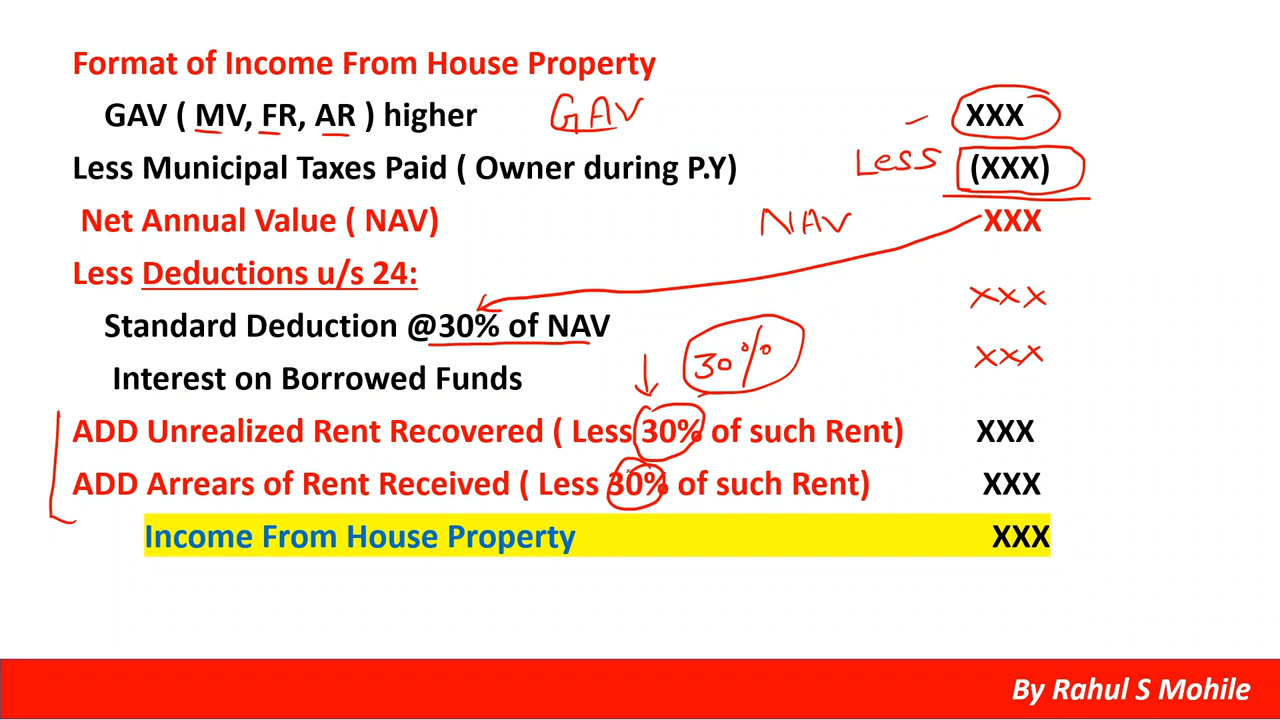 Format of Income From House Property
GAV ( MV, FR, AR ) higher GAV - XXX
Less Municipal Taxes Paid ( Owner during P.Y) Less (XXX)
Net Annual Value ( NAV) NAV XXX
Less Deductions u/s 24:
Standard Deduction @30% of NAV XXX
Interest on Borrowed Funds 30% XXX
ADD Unrealized Rent Recovered ( Less 30% of such Rent) XXX
ADD Arrears of Rent Received ( Less 30% of such Rent) XXX
Income From House Property XXX
By Rahul S Mohile